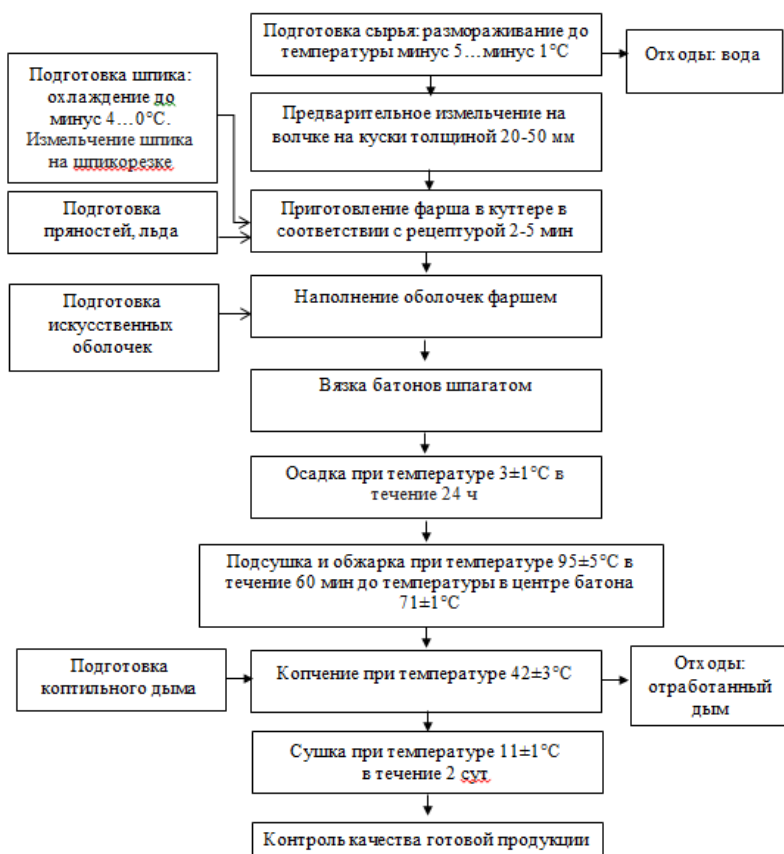 Подготовка сырья: размораживание до
температуры минус 5…минус 1°С
Отходы: вода
Подготовка шпика:
охлаждение до
минус 4…0°С.
Измельчение шпика
на шпикорезке
Предварительное измельчение на
волчке на куски толщиной 20-50 мм
Подготовка
пряностей, льда
Приготовление фарша в куттере в
соответствии с рецептурой 2-5 мин
Подготовка
искусственных
оболочек
Наполнение оболочек фаршем
Вязка батонов шпагатом
Осадка при температуре 3±1°С в
течение 24 ч
Подсушка и обжарка при температуре 95±5°С в
течение 60 мин до температуры в центре батона
71±1°С
Подготовка
коптильного дыма
Копчение при температуре 42±3°С
Отходы:
отработанный
дым
Сушка при температуре 11±1°С
в течение 2 сут
Контроль качества готовой продукции